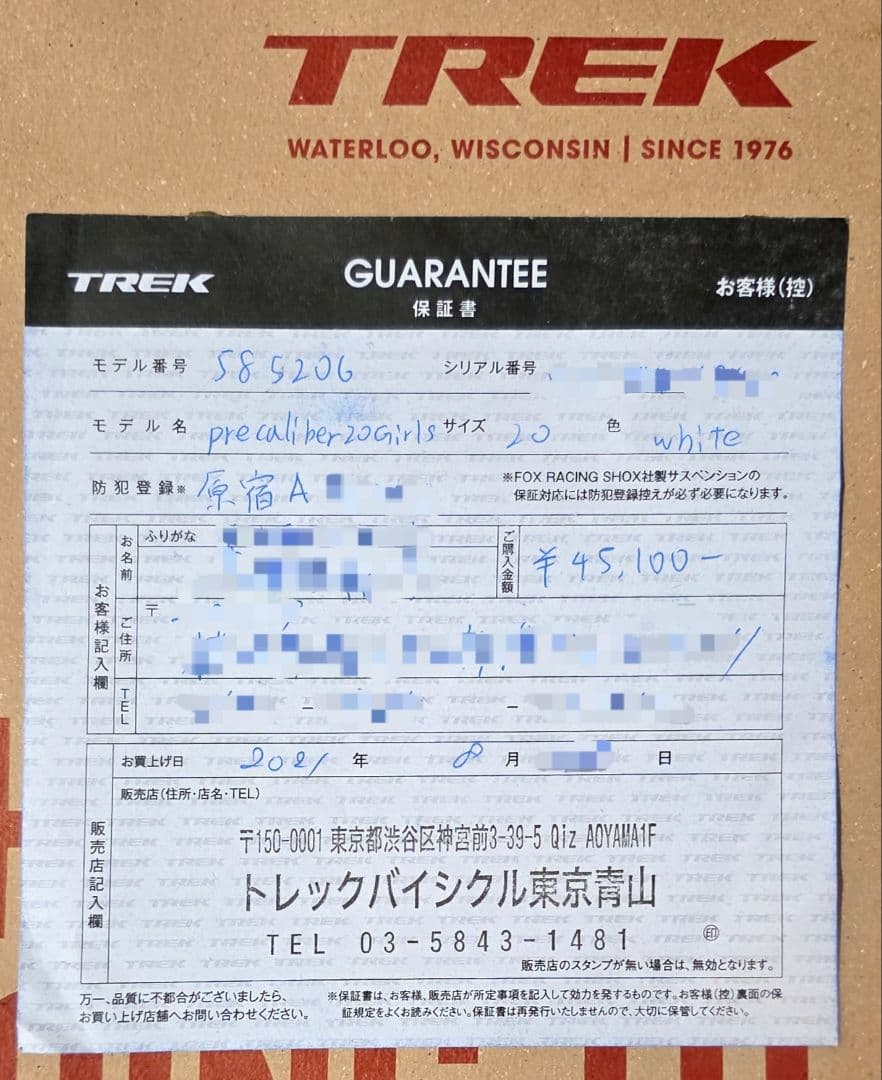 TREK
WATERLOO, WISCONSIN | SINCE 1976
TREK GUARANTEE お客様(控)
保証書
モデル番号 585206 シリアル番号
モデル名 precaliber20Girls サイズ 20 色 white
防犯登録※ 原宿A
※FOX RACING SHOX社製サスペンションの
保証対応には防犯登録控えが必ず必要になります。
お客様記入欄
お名前 ふりがな
ご購入金額 ¥45,100-
ご住所 〒
TEL - -
販売店記入欄
お買上げ日 2021 年 8 月 日
販売店(住所・店名・TEL)
〒150-0001 東京都渋谷区神宮前3-39-5 Qiz AOYAMA1F
トレックバイシクル東京青山
TEL 03-5843-1481 印
販売店のスタンプが無い場合は、無効となります。
万一、品質に不都合がございましたら、
お買い上げ店舗へお問い合わせください。
※保証書は、お客様、販売店が所定事項を記入して効力を発するものです。お客様(控)裏面の保
証規定をよくお読みください。保証書は再発行いたしませんので、大切に保管してください。